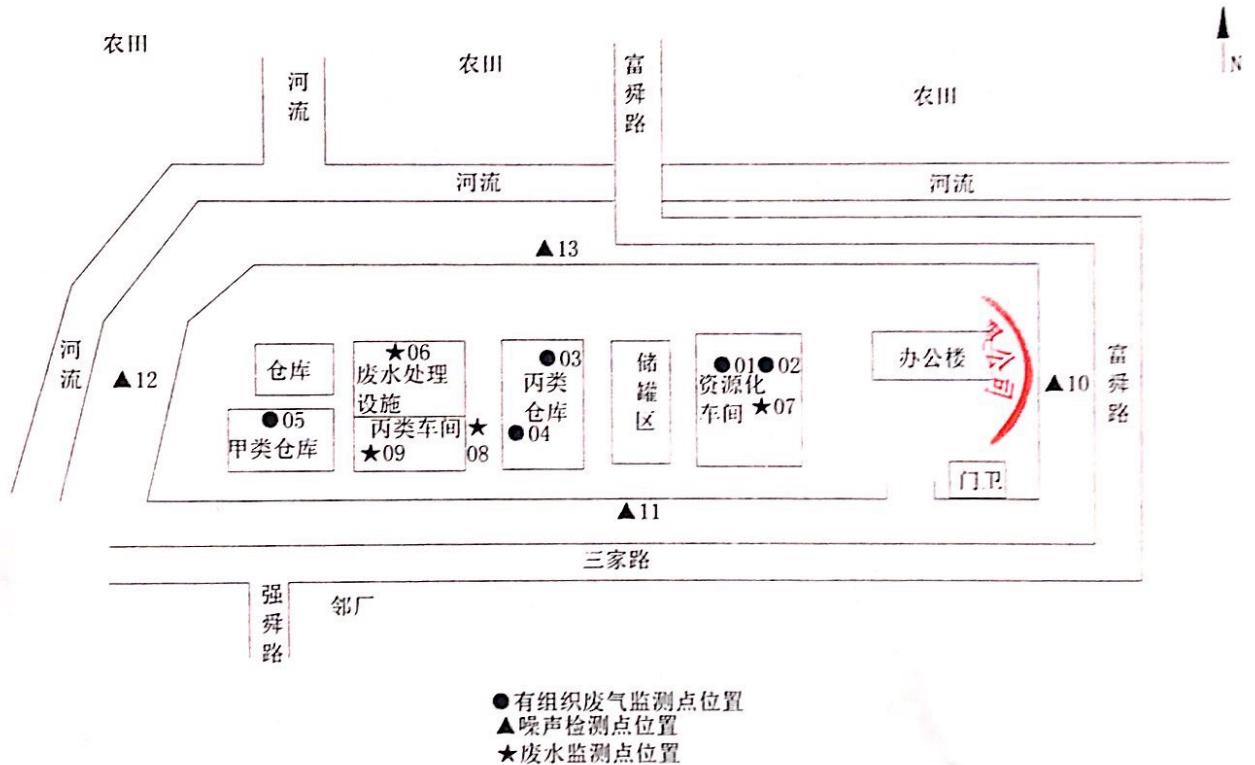 农田
农田
农田
N
河流
富舜路
河流
河流
▲13
河流
▲12
仓库
★06
废水处理
设施
●03
丙类
仓库
●04
储罐区
●01●02
资源化
车间★07
办公楼
公司
▲10
富舜路
●05
甲类仓库
丙类车间★
★09
08
门卫
▲11
三家路
强舜路
邻厂
●有组织废气监测点位置
▲噪声检测点位置
★废水监测点位置